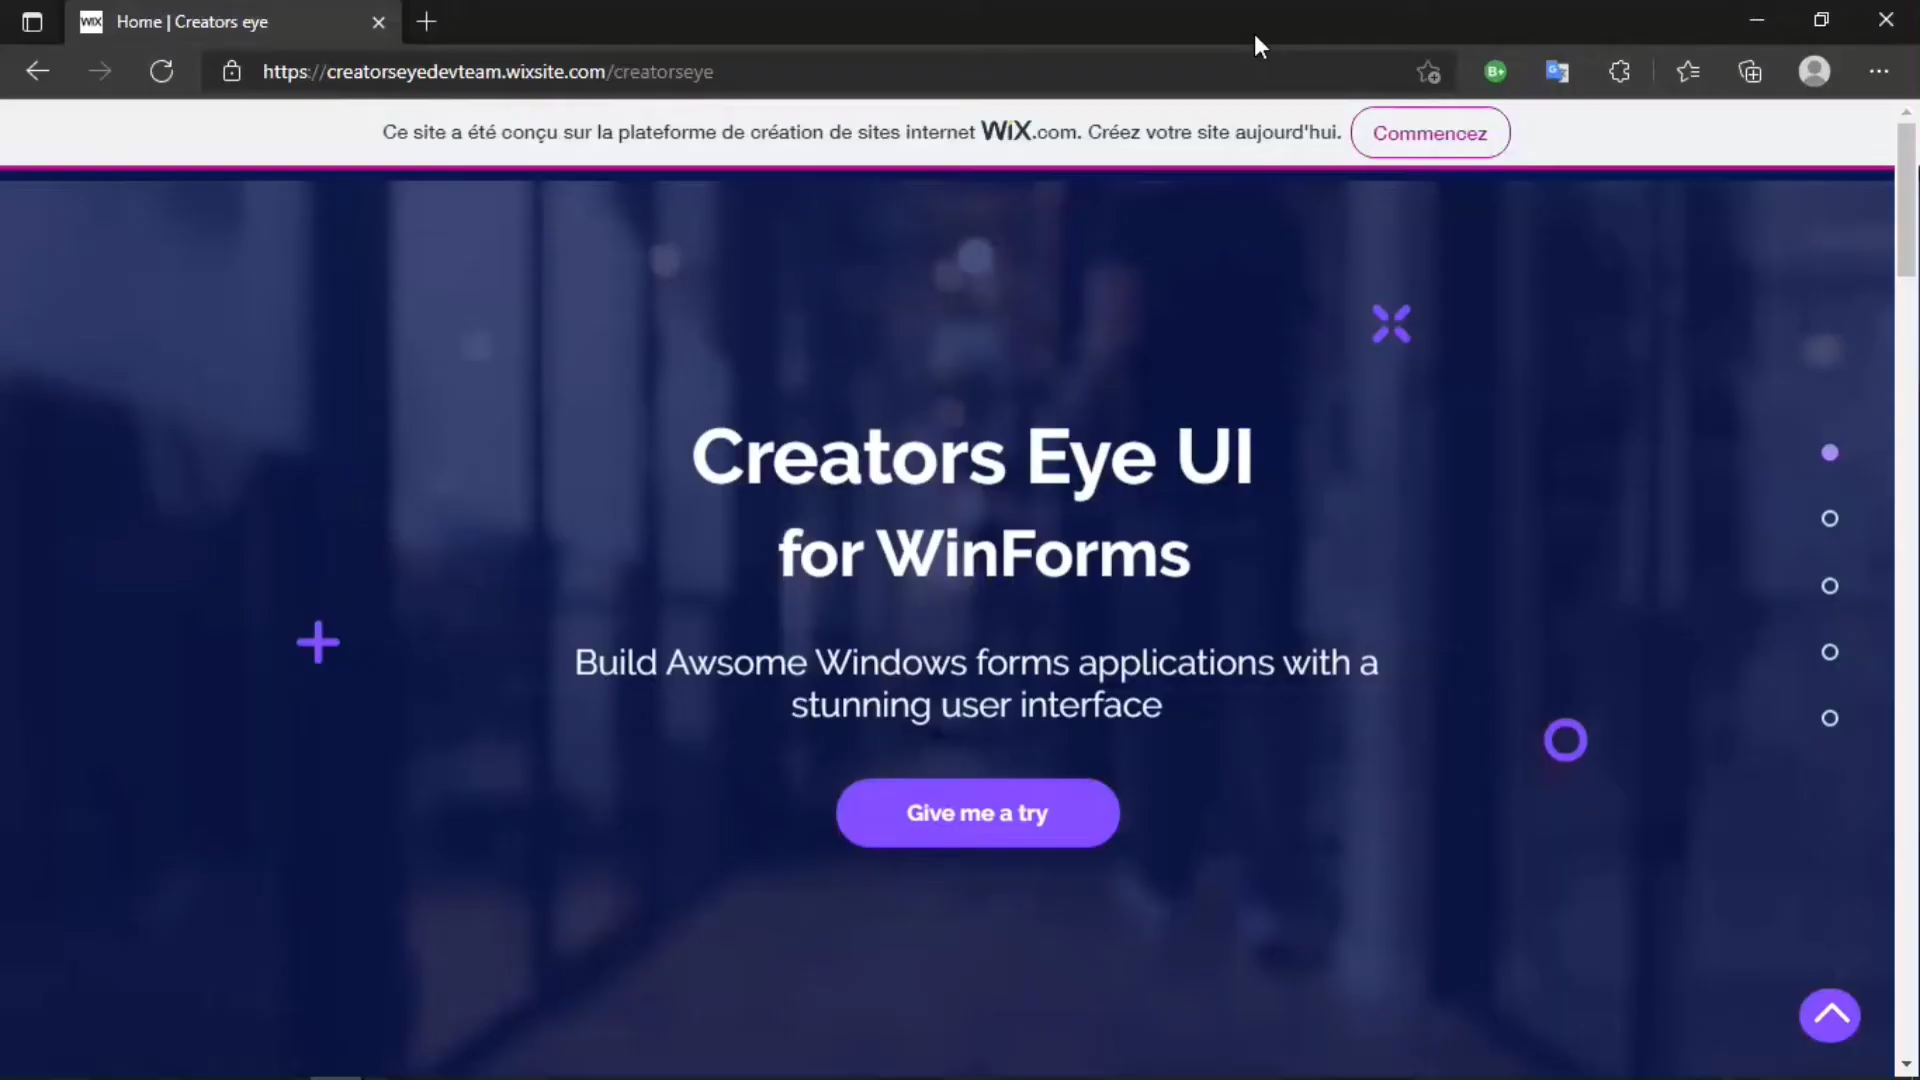 WiX Home | Creators eye
https://creatorseyedevteam.wixsite.com/creatorseye
B+
Ce site a été conçu sur la plateforme de création de sites internet WiX.com. Créez votre site aujourd'hui. Commencez
Creators Eye UI
for WinForms
Build Awsome Windows forms applications with a
stunning user interface
Give me a try